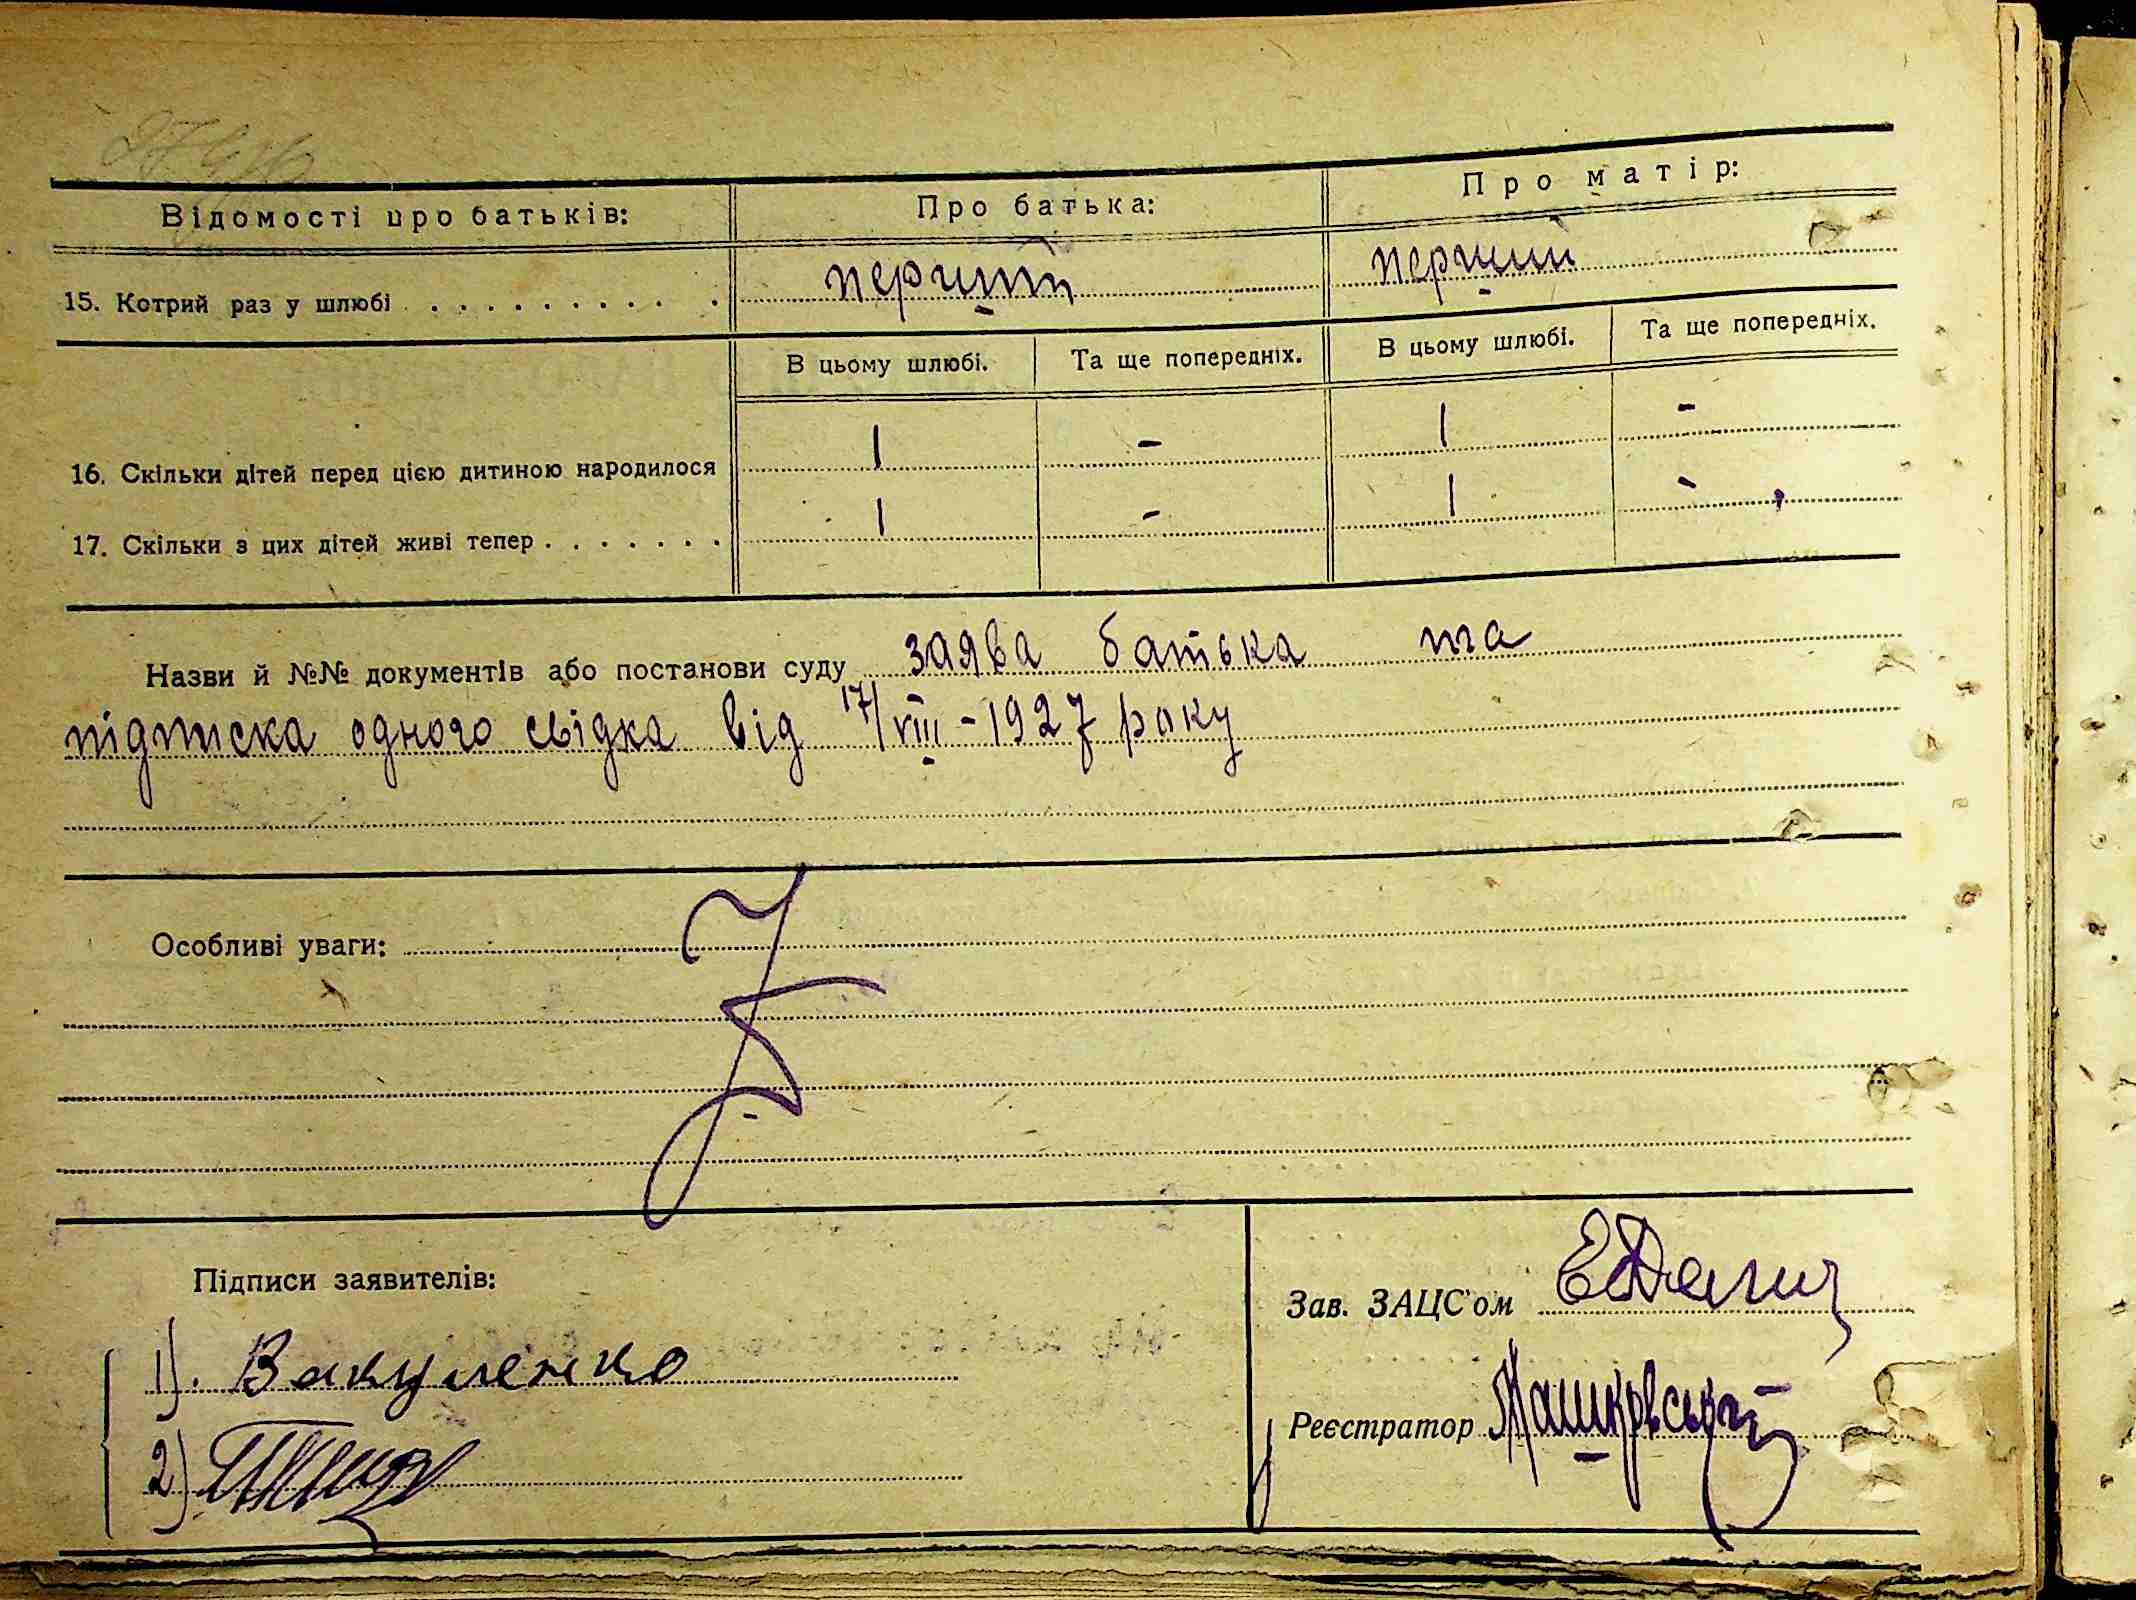 Відомості про батьків: Про батька: Про матір:
15. Котрий раз у шлюбі . . . . . . . . . . перший перший
В цьому шлюбі. Та ще попередніх. В цьому шлюбі. Та ще попередніх.
16. Скільки дітей перед цією дитиною народилося 1 - 1 -
17. Скільки з цих дітей живі тепер . . . . . . . 1 - 1 -
Назви й №№ документів або постанови суду заява батька та
підписка одного свідка від 17/VIII - 1927 року
Особливі уваги:
Підписи заявителів:
Зав. ЗАЦС'ом
1). Вакуленко
Реєстратор
2)